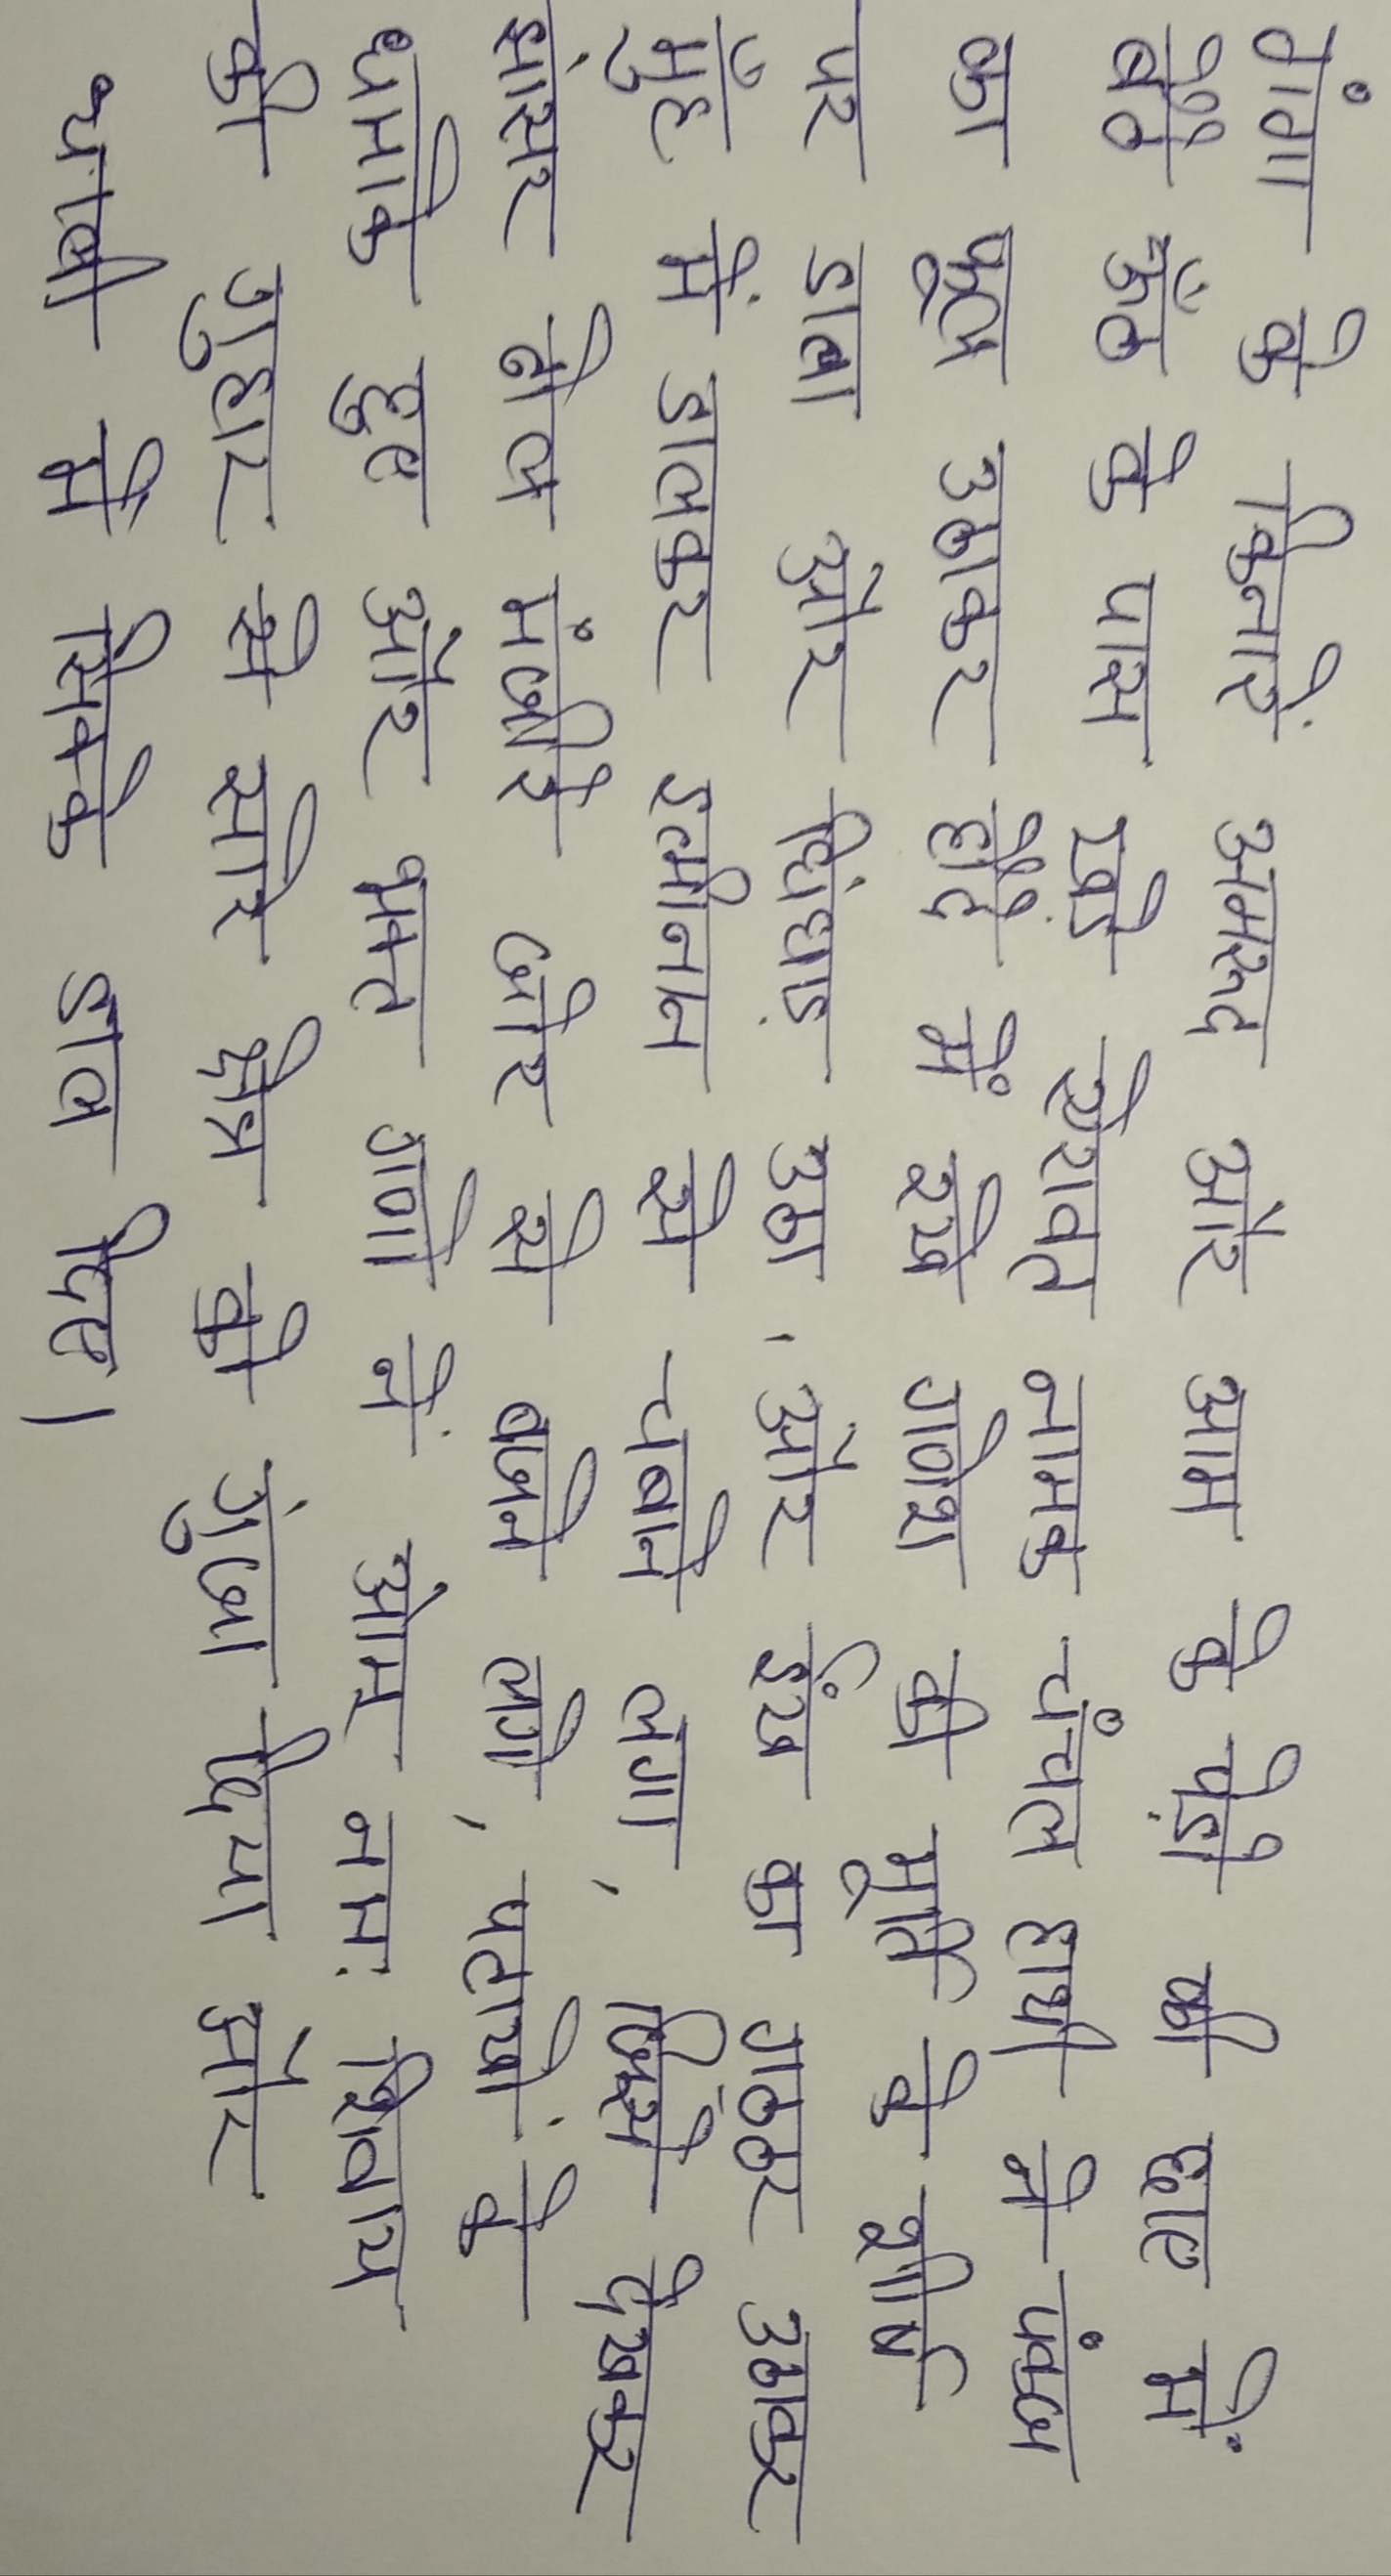 गंगा के किनारें अमरूद और आम के पेड़ो की छाए में
बैठै ऊँठ के पास खड़े ऐरावत नामक चंचल हाथी ने पंकज
का फूल उठाकर हौदै में रखे गणेश की मूर्ति के शीर्ष
पर डाला और घिंघाड़ उठा, और ईंख का गठ्ठर उठाकर
मुँह में डालकर इत्मीनान से चबाने लगा, जिसे देखकर
झांसर ढोल मंजीरे जोर से बजने लगे, पटाखों के
धमाके हुए और भक्त गणो नें ओम् नमः शिवाय
की गुहार से सारे क्षेत्र को गुंजा दिया और
थाली में सिक्के डाल दिए।